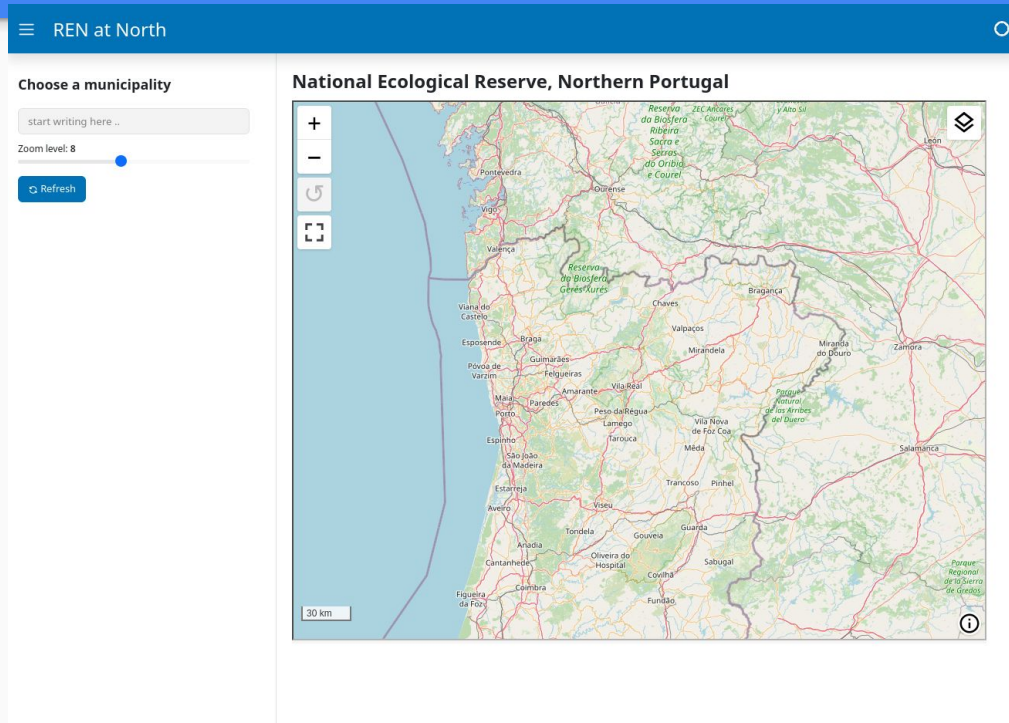 REN at North
Choose a municipality
start writing here ..
Zoom level: 8
Refresh
National Ecological Reserve, Northern Portugal
+
−
30 km
Reserva
da Biosfera
Ribeira
Sacra e
Serras
do Oribio
e Courel
ZEC Ancares
Courel
y Alto Sil
León
Pontevedra
Ourense
Vigo
Valença
Reserva
da Biosfera
Gerês-Xurés
Bragança
Chaves
Viana do
Castelo
Valpaços
Esposende
Braga
Mirandela
Miranda
do Douro
Zamora
Guimarães
Póvoa de
Varzim
Felgueiras
Vila Real
Amarante
Parque
Natural
de las Arribes
del Duero
Maia
Paredes
Porto
Peso da Régua
Lamego
Vila Nova
de Foz Coa
Espinho
Tarouca
Mêda
Salamanca
São João
da Madeira
Trancoso
Pinhel
Estarreja
Aveiro
Viseu
Guarda
Tondela
Gouveia
Anadia
Oliveira do
Hospital
Sabugal
Cantanhede
Covilhã
Parque
Regional
de la Sierra
de Gredos
Coimbra
Figueira
da Foz
Fundão